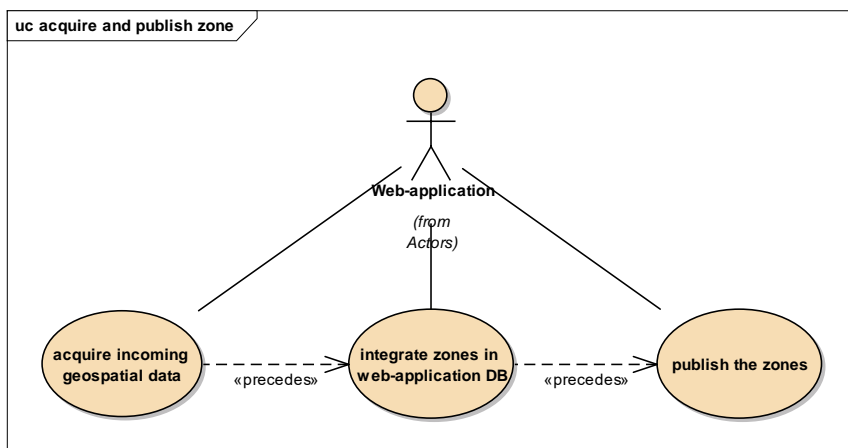 uc acquire and publish zone
Web-application
(from
Actors)
acquire incoming
geospatial data
«precedes»
integrate zones in
web-application DB
«precedes»
publish the zones